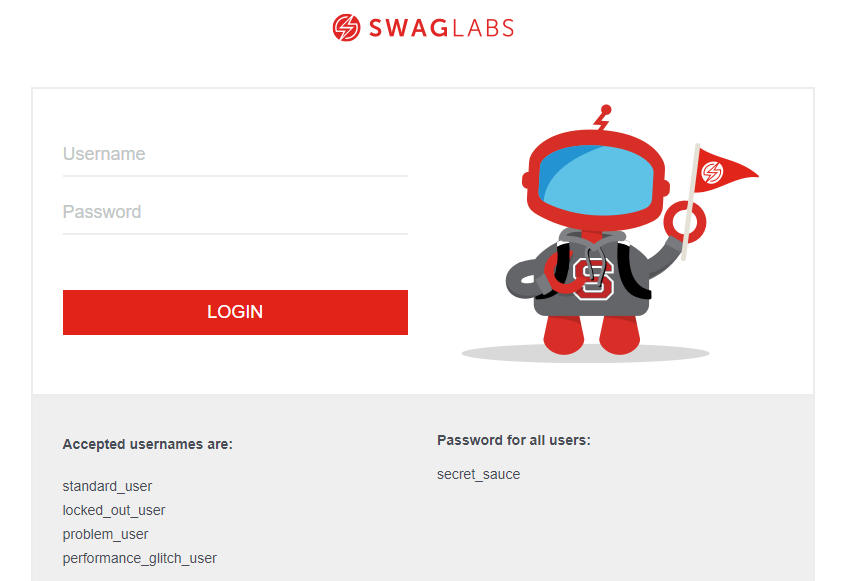 SWAGLABS
Username
Password
LOGIN
S
Accepted usernames are:
standard_user
locked_out_user
problem_user
performance_glitch_user
Password for all users:
secret_sauce